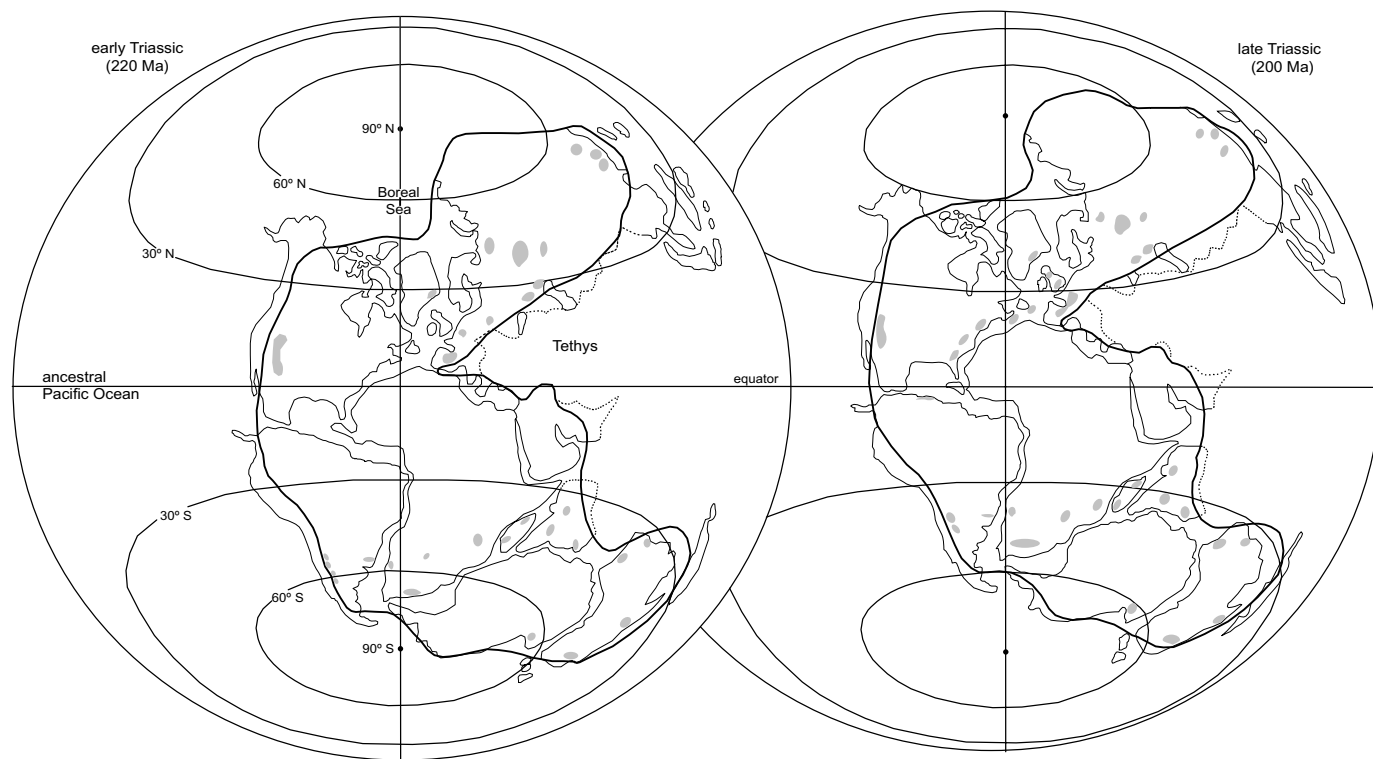 early Triassic
(220 Ma)
late Triassic
(200 Ma)
90º N
60º N
Boreal
Sea
30º N
Tethys
ancestral
Pacific Ocean
equator
30º S
60º S
90º S